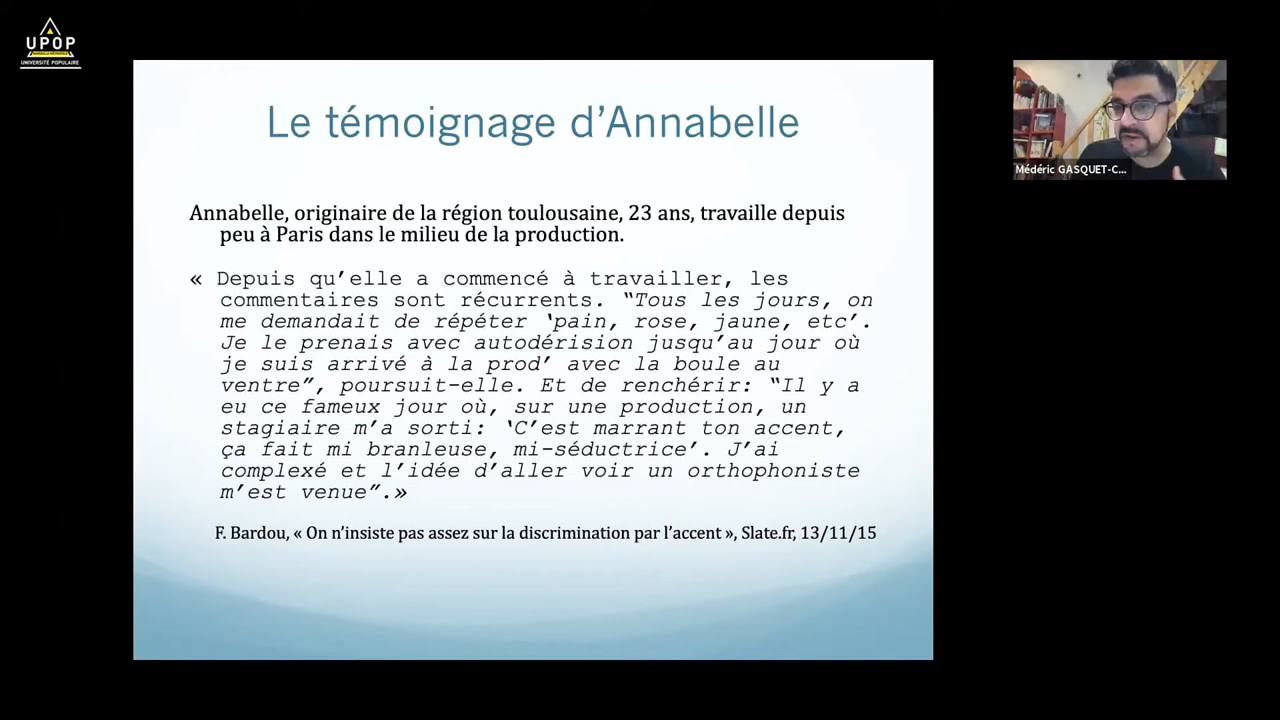 UPOP
UNIVERSITÉ POPULAIRE
Le témoignage d’Annabelle
Annabelle, originaire de la région toulousaine, 23 ans, travaille depuis
peu à Paris dans le milieu de la production.
« Depuis qu’elle a commencé à travailler, les
commentaires sont récurrents. “Tous les jours, on
me demandait de répéter ‘pain, rose, jaune, etc’.
Je le prenais avec autodérision jusqu’au jour où
je suis arrivé à la prod’ avec la boule au
ventre”, poursuit-elle. Et de renchérir: “Il y a
eu ce fameux jour où, sur une production, un
stagiaire m’a sorti: ‘C’est marrant ton accent,
ça fait mi branleuse, mi-séductrice’. J’ai
complexé et l’idée d’aller voir un orthophoniste
m’est venue”.»
F. Bardou, « On n’insiste pas assez sur la discrimination par l’accent », Slate.fr, 13/11/15
Médéric GASQUET-C...